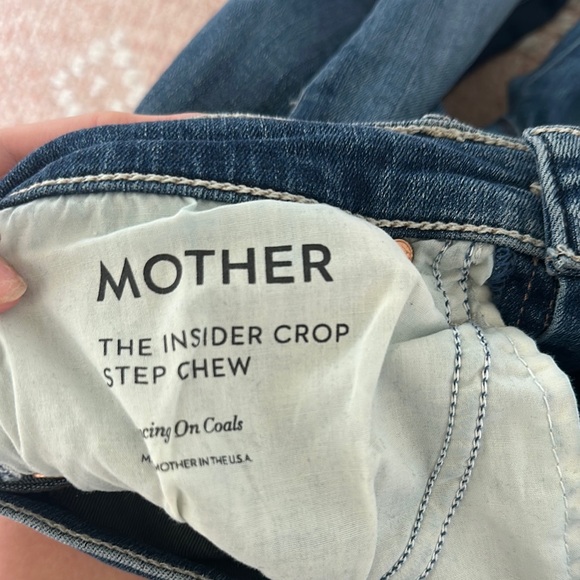 MOTHER
THE INSIDER CROP
STEP CHEW
On Coals
MOTHER IN THE U.S.A.